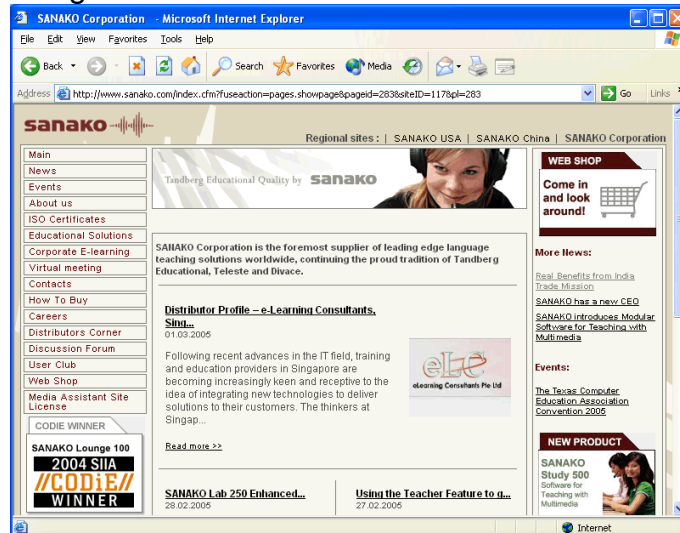 SANAKO Corporation - Microsoft Internet Explorer
File Edit View Favorites Tools Help
Back Search Favorites Media
Address http://www.sanako.com/index.cfm?fuseaction=pages.showpage&pageid=283&siteID=117&pl=283 Go Links
sanako
Regional sites : | SANAKO USA | SANAKO China | SANAKO Corporation
Main
News
Events
About us
ISO Certificates
Educational Solutions
Corporate E-learning
Virtual meeting
Contacts
How To Buy
Careers
Distributors Corner
Discussion Forum
User Club
Web Shop
Media Assistant Site
License
CODIE WINNER
SANAKO Lounge 100
2004 SIIA
//CODiE//
WINNER
Tandberg Educational Quality by sanako
SANAKO Corporation is the foremost supplier of leading edge language
teaching solutions worldwide, continuing the proud tradition of Tandberg
Educational, Teleste and Divace.
Distributor Profile – e-Learning Consultants,
Sing...
01.03.2005
Following recent advances in the IT field, training
and education providers in Singapore are
becoming increasingly keen and receptive to the
idea of integrating new technologies to deliver
solutions to their customers. The thinkers at
Singap...
Read more >>
eLC
eLearning Consultants Pte Ltd
SANAKO Lab 250 Enhanced...
28.02.2005
Using the Teacher Feature to g...
27.02.2005
WEB SHOP
Come in
and look
around!
More News:
Real Benefits from India
Trade Mission
SANAKO has a new CEO
SANAKO introduces Modular
Software for Teaching with
Multimedia
Events:
The Texas Computer
Education Association
Convention 2005
NEW PRODUCT
SANAKO
Study 500
Software for
Teaching with
Multimedia
Internet